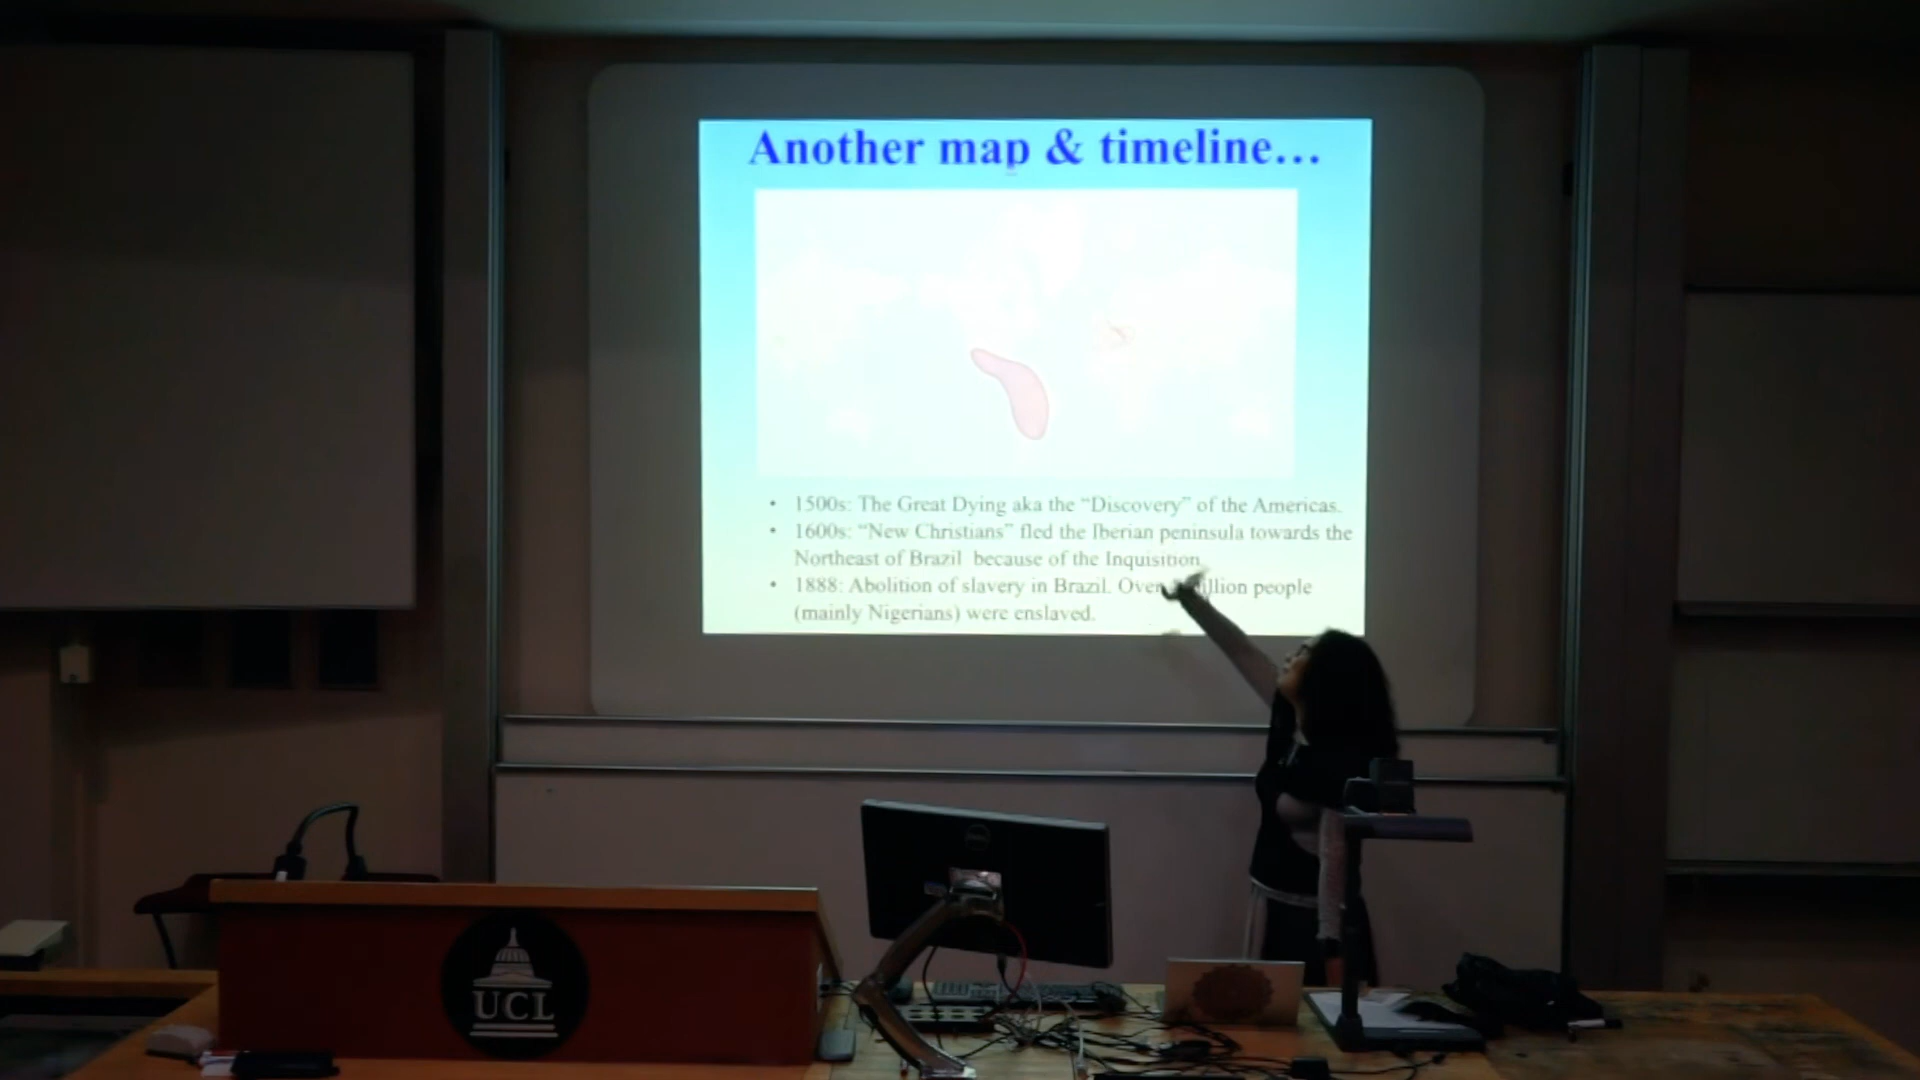 Another map & timeline…
• 1500s: The Great Dying aka the “Discovery” of the Americas.
• 1600s: “New Christians” fled the Iberian peninsula towards the
Northeast of Brazil because of the Inquisition.
• 1888: Abolition of slavery in Brazil. Over people
(mainly Nigerians) were enslaved.
UCL